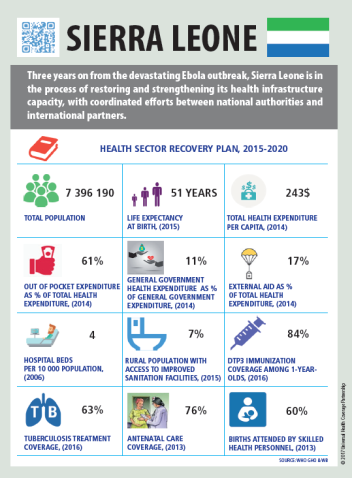 SIERRA LEONE
Three years on from the devastating Ebola outbreak, Sierra Leone is in
the process of restoring and strengthening its health infrastructure
capacity, with coordinated efforts between national authorities and
international partners.
HEALTH SECTOR RECOVERY PLAN, 2015-2020
7 396 190
TOTAL POPULATION
51 YEARS
LIFE EXPECTANCY
AT BIRTH, (2015)
243$
TOTAL HEALTH EXPENDITURE
PER CAPITA, (2014)
61%
OUT OF POCKET EXPENDITURE
AS % OF TOTAL HEALTH
EXPENDITURE, (2014)
11%
GENERAL GOVERNMENT
HEALTH EXPENDITURE AS %
OF GENERAL GOVERNMENT
EXPENDITURE, (2014)
17%
EXTERNAL AID AS %
OF TOTAL HEALTH
EXPENDITURE, (2014)
4
HOSPITAL BEDS
PER 10 000 POPULATION,
(2006)
7%
RURAL POPULATION WITH
ACCESS TO IMPROVED
SANITATION FACILITIES, (2015)
84%
DTP3 IMMUNIZATION
COVERAGE AMONG 1-YEAR-
OLDS, (2016)
TB
63%
TUBERCULOSIS TREATMENT
COVERAGE, (2016)
76%
ANTENATAL CARE
COVERAGE, (2013)
60%
BIRTHS ATTENDED BY SKILLED
HEALTH PERSONNEL, (2013)
SOURCE: WHO GHO & WB
© 2017 Universal Health Coverage Partnership